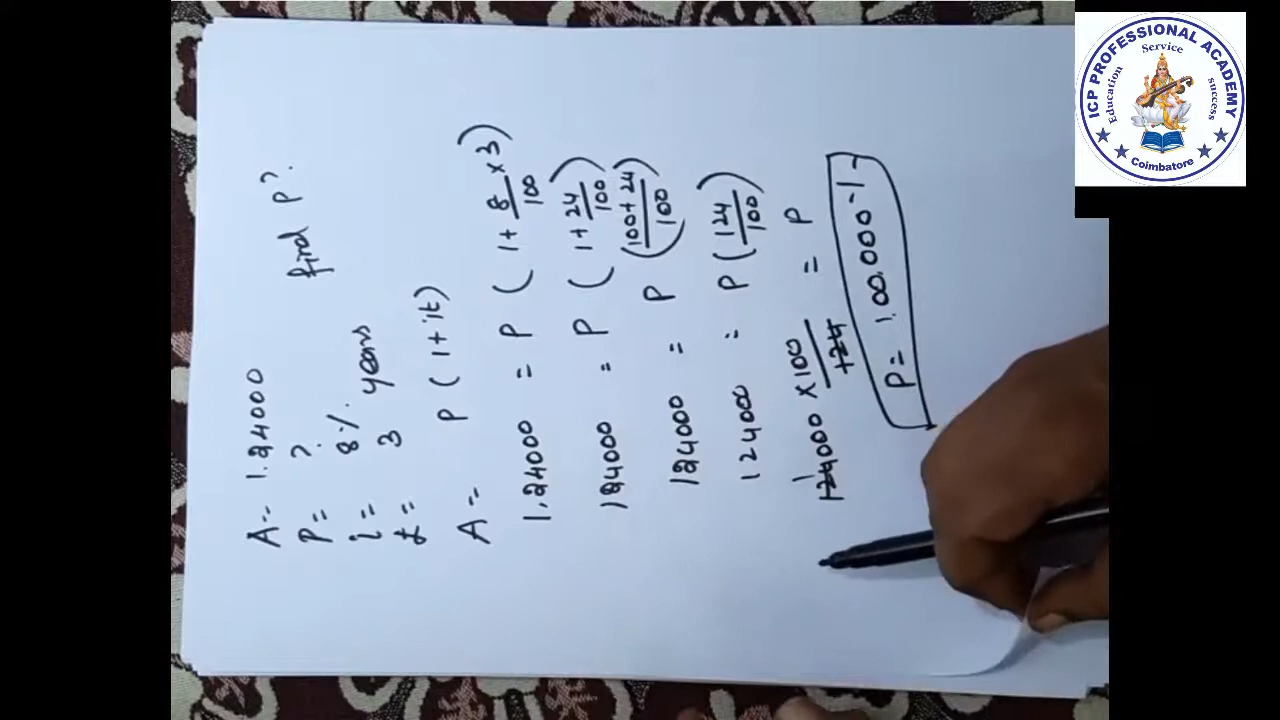 A = 1.24000
P = ? find P?.
i = 8%
t = 3 years
A = P ( 1 + it )
1,24000 = P ( 1 + 8/100 × 3 )
124000 = P ( 1 + 24/100 )
124000 = P ( 100 + 24/100 )
124000 = P ( 124/100 )
124000 × 100/124 = P
1
P = 1,00,000 -/-
ICP PROFESSIONAL ACADEMY
Service
Education
success
Coimbatore